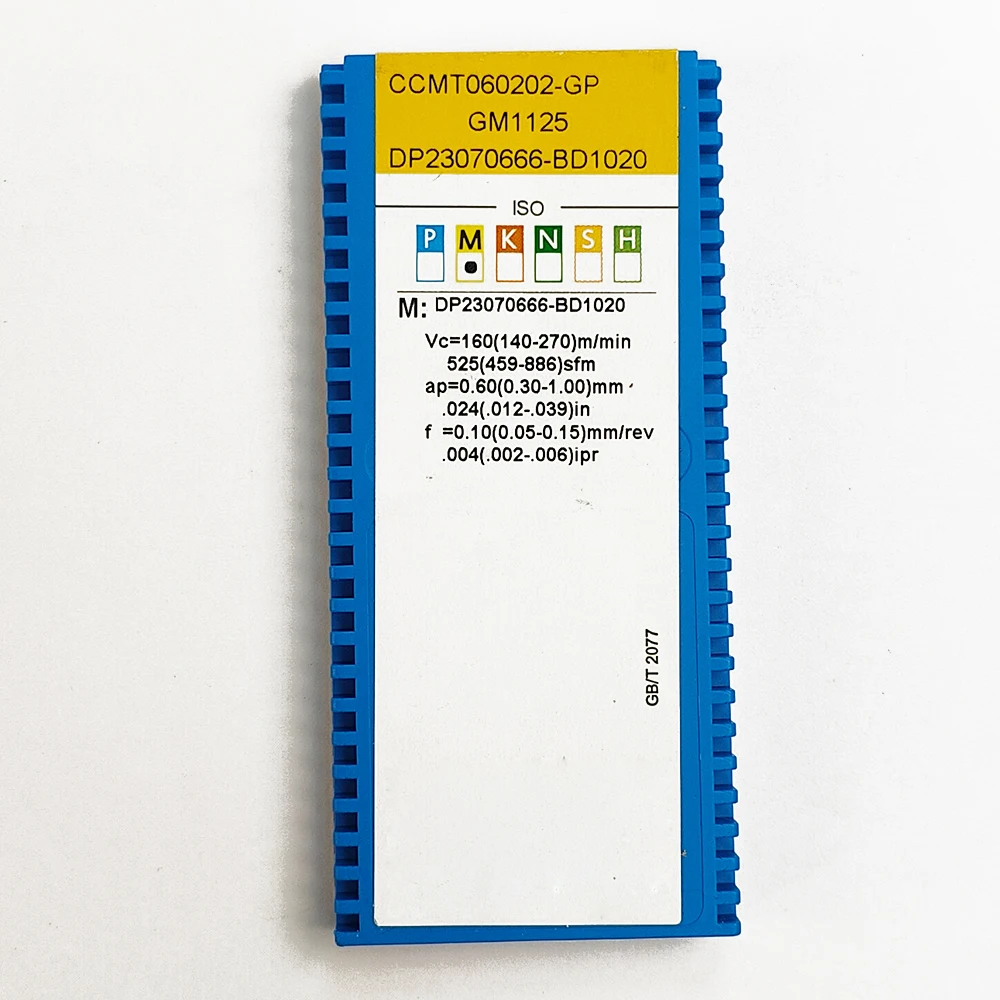 CCMT060202-GP
GM1125
DP23070666-BD1020
ISO
P M K N S H
M: DP23070666-BD1020
Vc=160(140-270)m/min
525(459-886)sfm
ap=0.60(0.30-1.00)mm
.024(.012-.039)in
f =0.10(0.05-0.15)mm/rev
.004(.002-.006)ipr
GB/T 2077